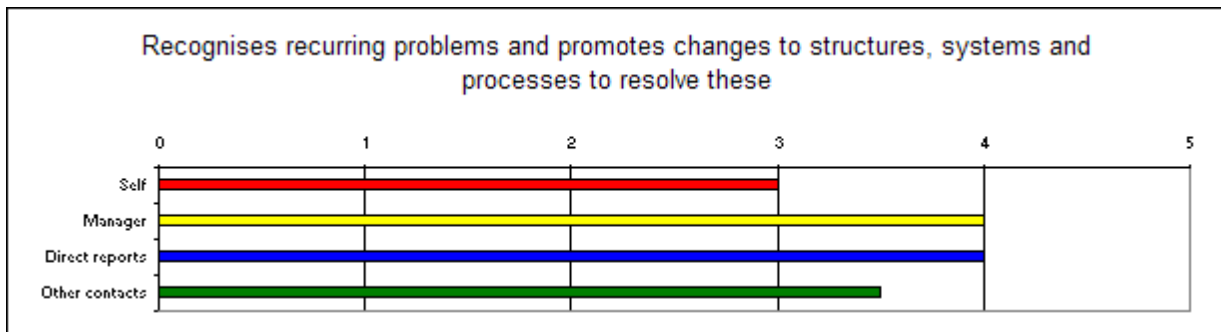 Recognises recurring problems and promotes changes to structures, systems and
processes to resolve these
0 1 2 3 4 5
Self
Manager
Direct reports
Other contacts